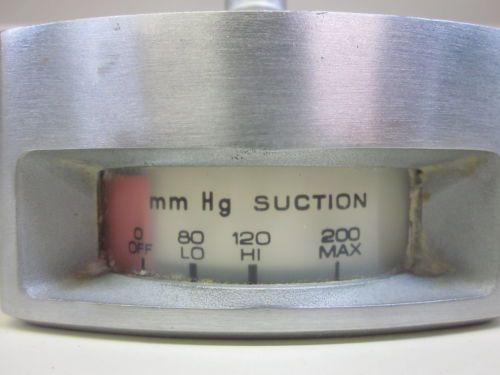 mm Hg SUCTION
0 80 120 200
OFF LO HI MAX